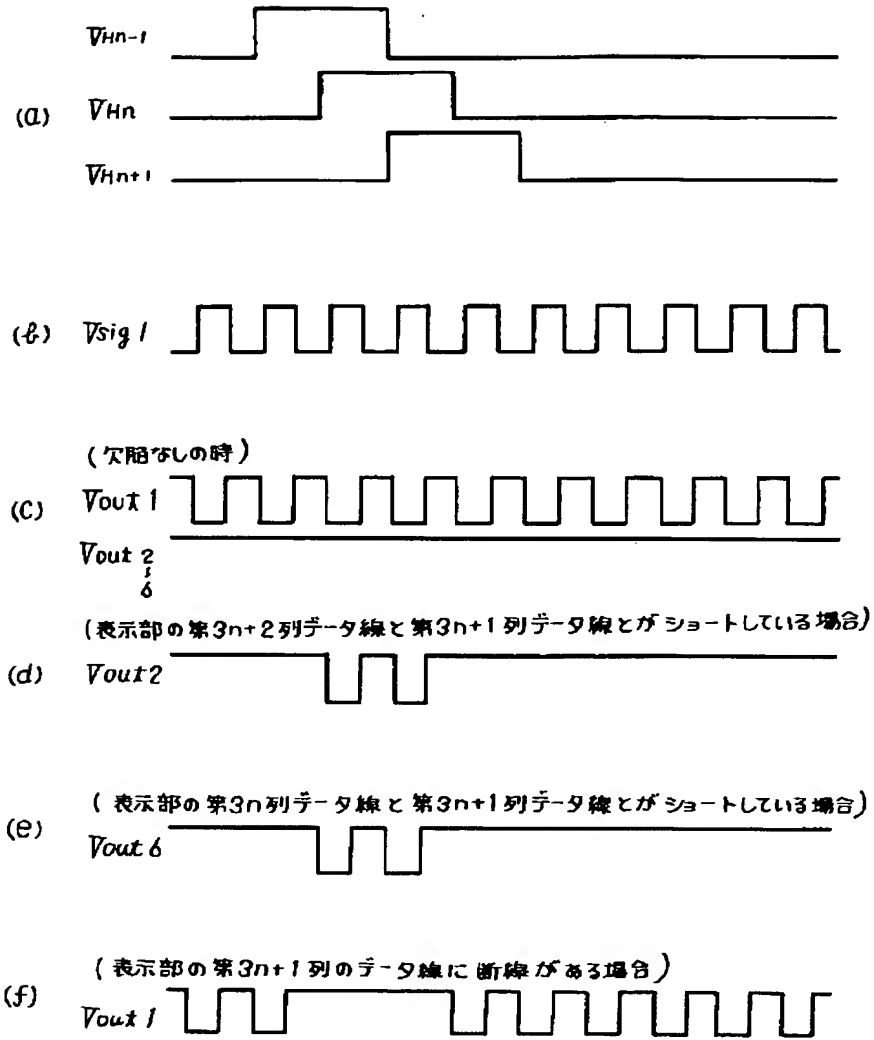 VHn-1
(a) VHn
VHn+1
(b) Vsig 1
(欠陥なしの時)
(c) Vout 1
Vout 2
~
6
(表示部の第3n+2列データ線と第3n+1列データ線とがショートしている場合)
(d) Vout2
(表示部の第3n列データ線と第3n+1列データ線とがショートしている場合)
(e) Vout 6
(表示部の第3n+1列のデータ線に断線がある場合)
(f) Vout 1